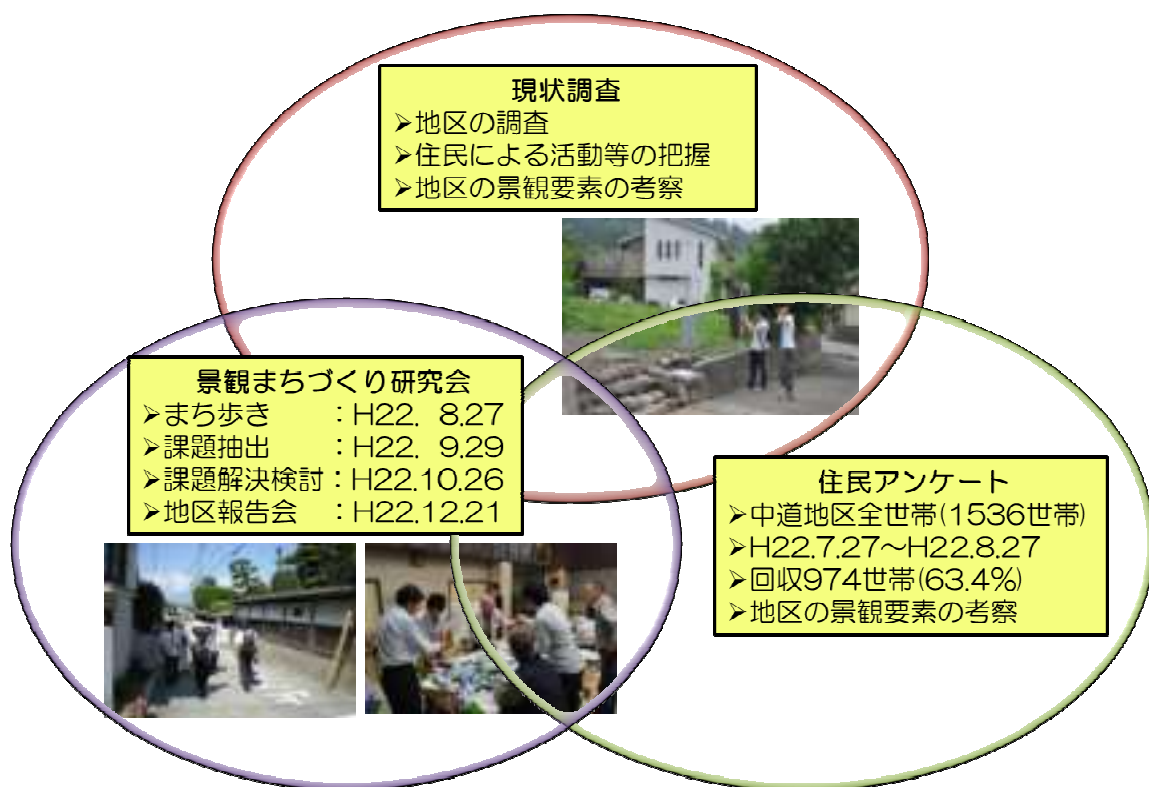 現状調査
➢地区の調査
➢住民による活動等の把握
➢地区の景観要素の考察
景観まちづくり研究会
➢まち歩き　　：H22. 8.27
➢課題抽出　　：H22. 9.29
➢課題解決検討：H22.10.26
➢地区報告会　：H22.12.21
住民アンケート
➢中道地区全世帯(1536世帯)
➢H22.7.27～H22.8.27
➢回収974世帯(63.4%)
➢地区の景観要素の考察